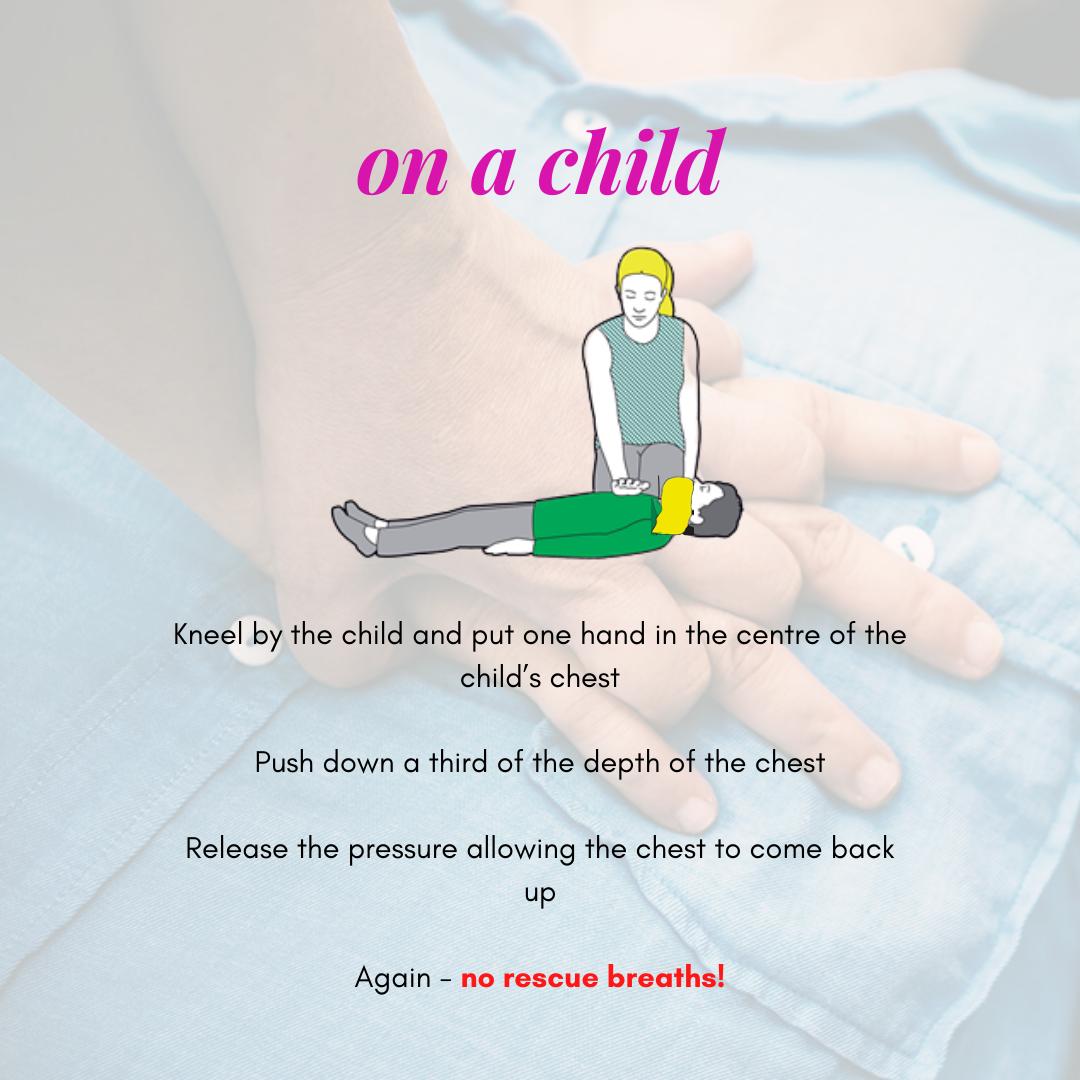 on a child
Kneel by the child and put one hand in the centre of the
child’s chest
Push down a third of the depth of the chest
Release the pressure allowing the chest to come back
up
Again - no rescue breaths!